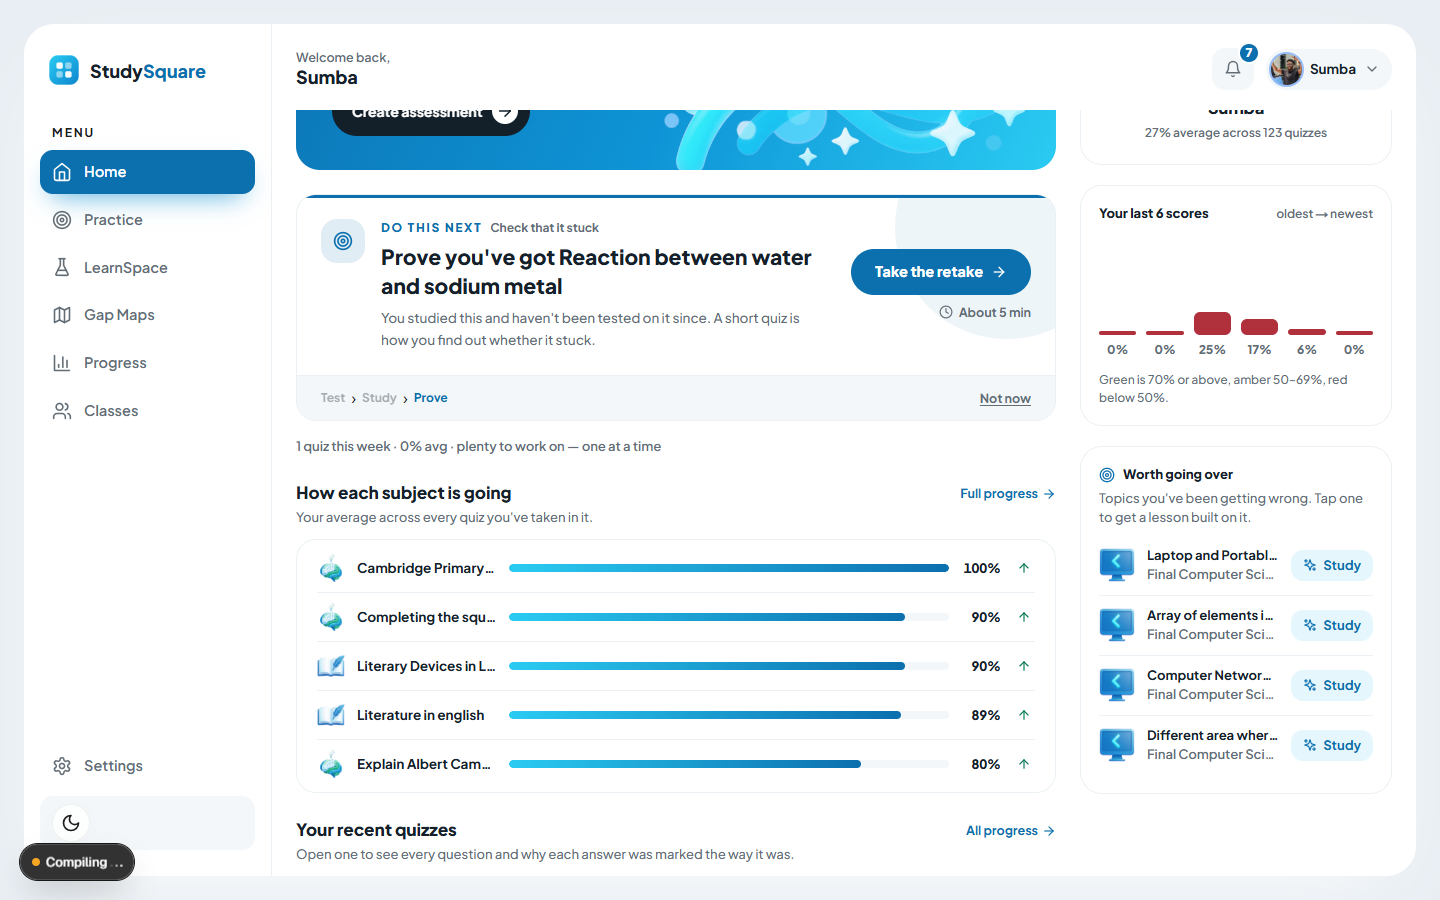 StudySquare
MENU
Home
Practice
LearnSpace
Gap Maps
Progress
Classes
Settings
Compiling ...
Welcome back,
Sumba
7
Sumba
Create assessment
DO THIS NEXT Check that it stuck
Prove you've got Reaction between water
and sodium metal
You studied this and haven't been tested on it since. A short quiz is
how you find out whether it stuck.
Take the retake
About 5 min
Test › Study › Prove
Not now
1 quiz this week · 0% avg · plenty to work on — one at a time
How each subject is going
Full progress
Your average across every quiz you've taken in it.
Cambridge Primary... 100%
Completing the squ... 90%
Literary Devices in L... 90%
Literature in english 89%
Explain Albert Cam... 80%
Your recent quizzes
All progress
Open one to see every question and why each answer was marked the way it was.
Sumba
27% average across 123 quizzes
Your last 6 scores
oldest → newest
0% 0% 25% 17% 6% 0%
Green is 70% or above, amber 50–69%, red
below 50%.
Worth going over
Topics you've been getting wrong. Tap one
to get a lesson built on it.
Laptop and Portabl...
Final Computer Sci...
Study
Array of elements i...
Final Computer Sci...
Study
Computer Networ...
Final Computer Sci...
Study
Different area wher...
Final Computer Sci...
Study